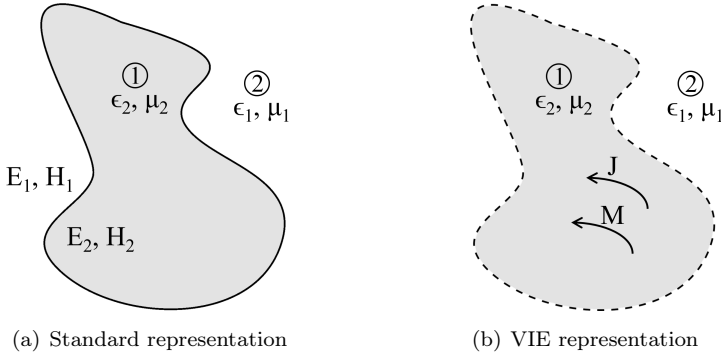 ① ②
ϵ₂, μ₂ ϵ₁, μ₁
E₁, H₁
E₂, H₂
(a) Standard representation
① ②
ϵ₂, μ₂ ϵ₁, μ₁
J
M
(b) VIE representation